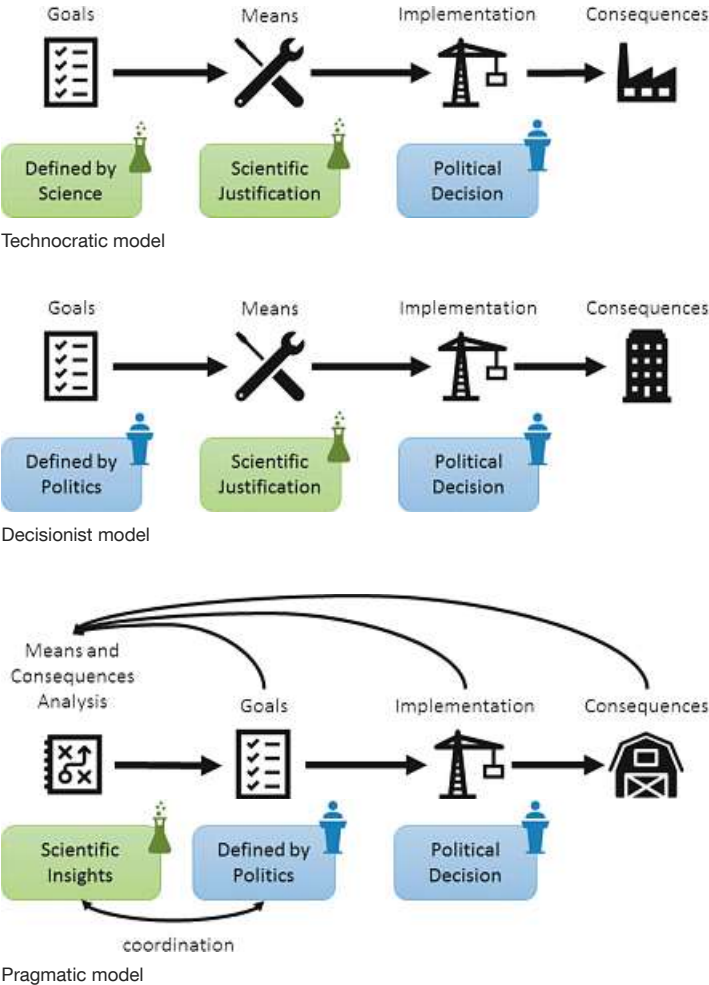 Goals Means Implementation Consequences
Defined by
Science
Scientific
Justification
Political
Decision
Technocratic model
Goals Means Implementation Consequences
Defined by
Politics
Scientific
Justification
Political
Decision
Decisionist model
Means and
Consequences
Analysis
Goals Implementation Consequences
Scientific
Insights
Defined by
Politics
Political
Decision
coordination
Pragmatic model